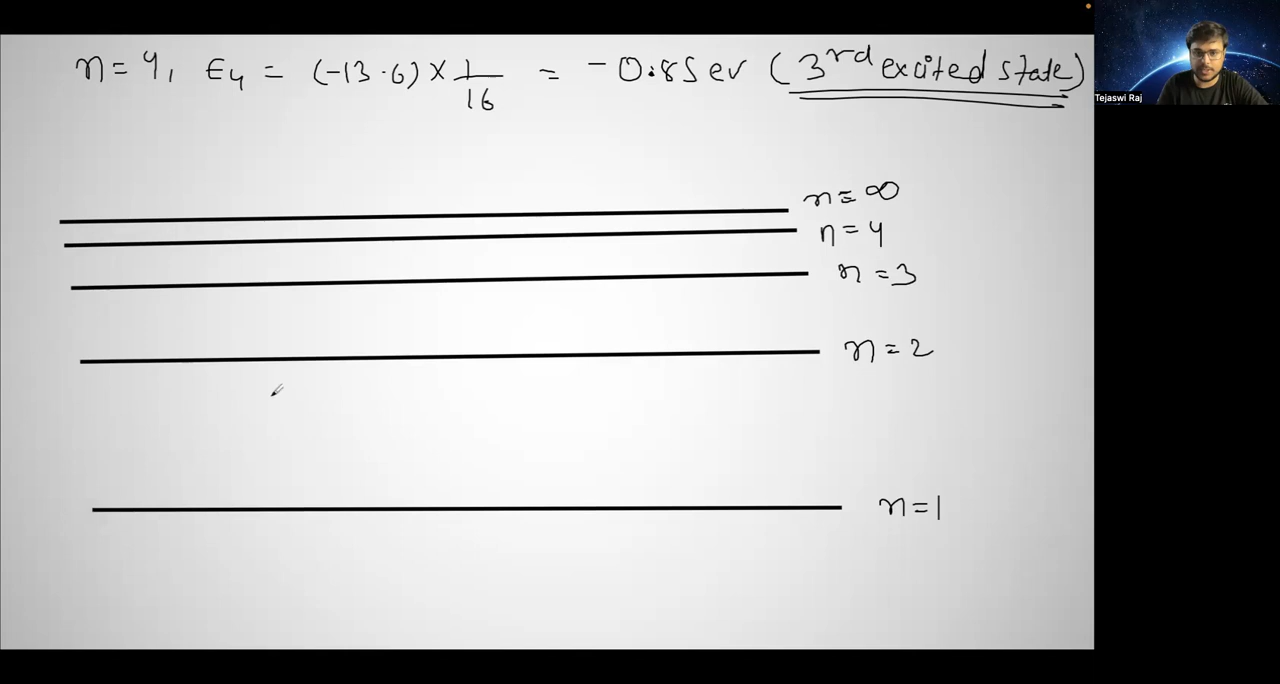 n = 4, E4 = (-13.6) × 1/16 = -0.85 ev (3rd excited state)
Tejaswi Raj
n = ∞
n = 4
n = 3
n = 2
n = 1